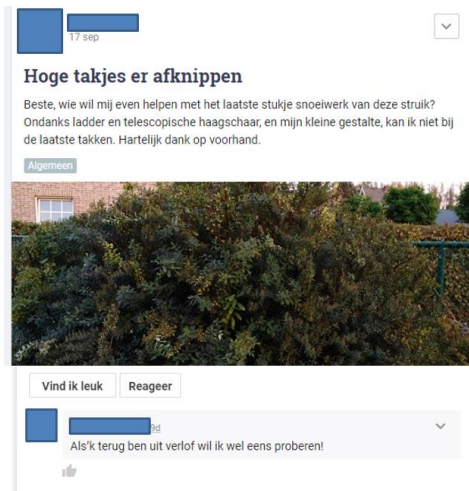 17 sep
Hoge takjes er afknippen
Beste, wie wil mij even helpen met het laatste stukje snoeiwerk van deze struik?
Ondanks ladder en telescopische haagschaar, en mijn kleine gestalte, kan ik niet bij
de laatste takken. Hartelijk dank op voorhand.
Algemeen
Vind ik leuk Reageer
9d
Als'k terug ben uit verlof wil ik wel eens proberen!